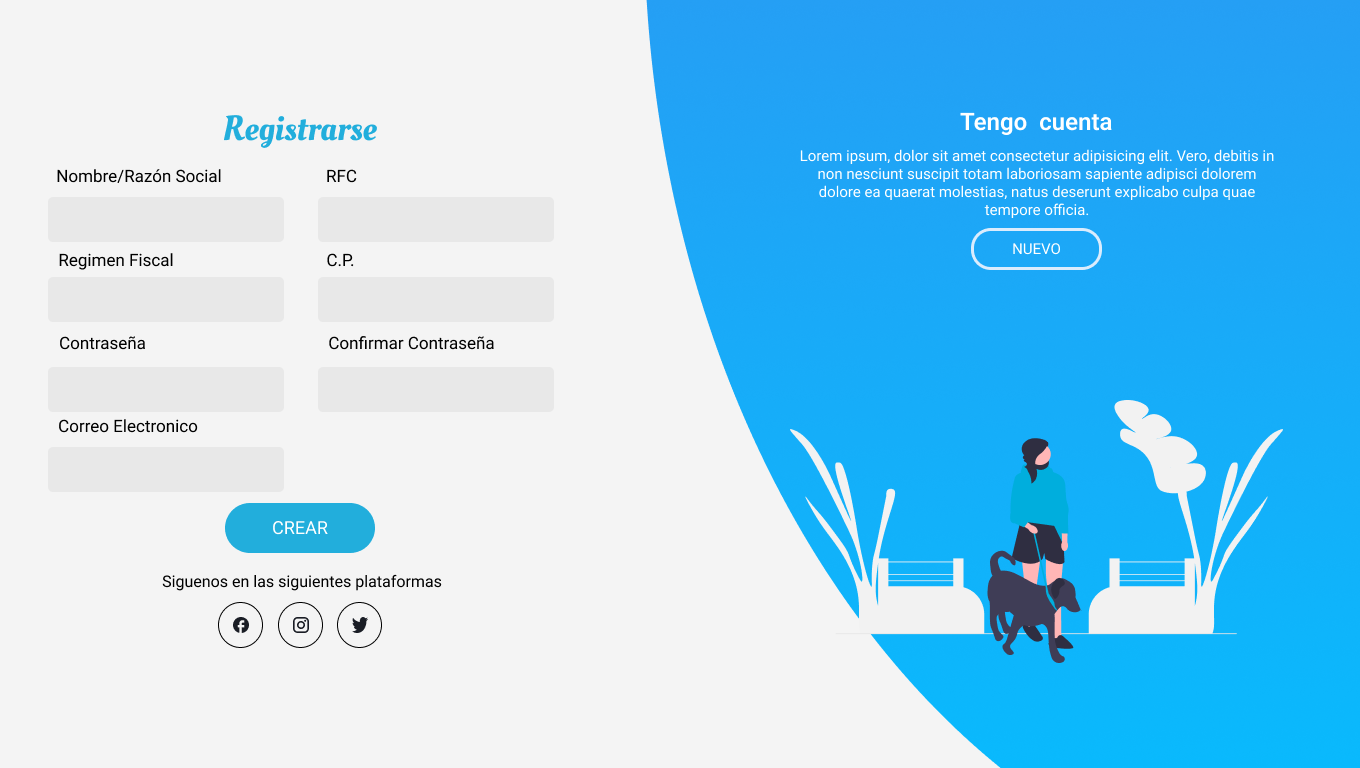 Registrarse
Nombre/Razón Social
RFC
Regimen Fiscal
C.P.
Contraseña
Confirmar Contraseña
Correo Electronico
CREAR
Siguenos en las siguientes plataformas
Tengo cuenta
Lorem ipsum, dolor sit amet consectetur adipisicing elit. Vero, debitis in
non nesciunt suscipit totam laboriosam sapiente adipisci dolorem
dolore ea quaerat molestias, natus deserunt explicabo culpa quae
tempore officia.
NUEVO